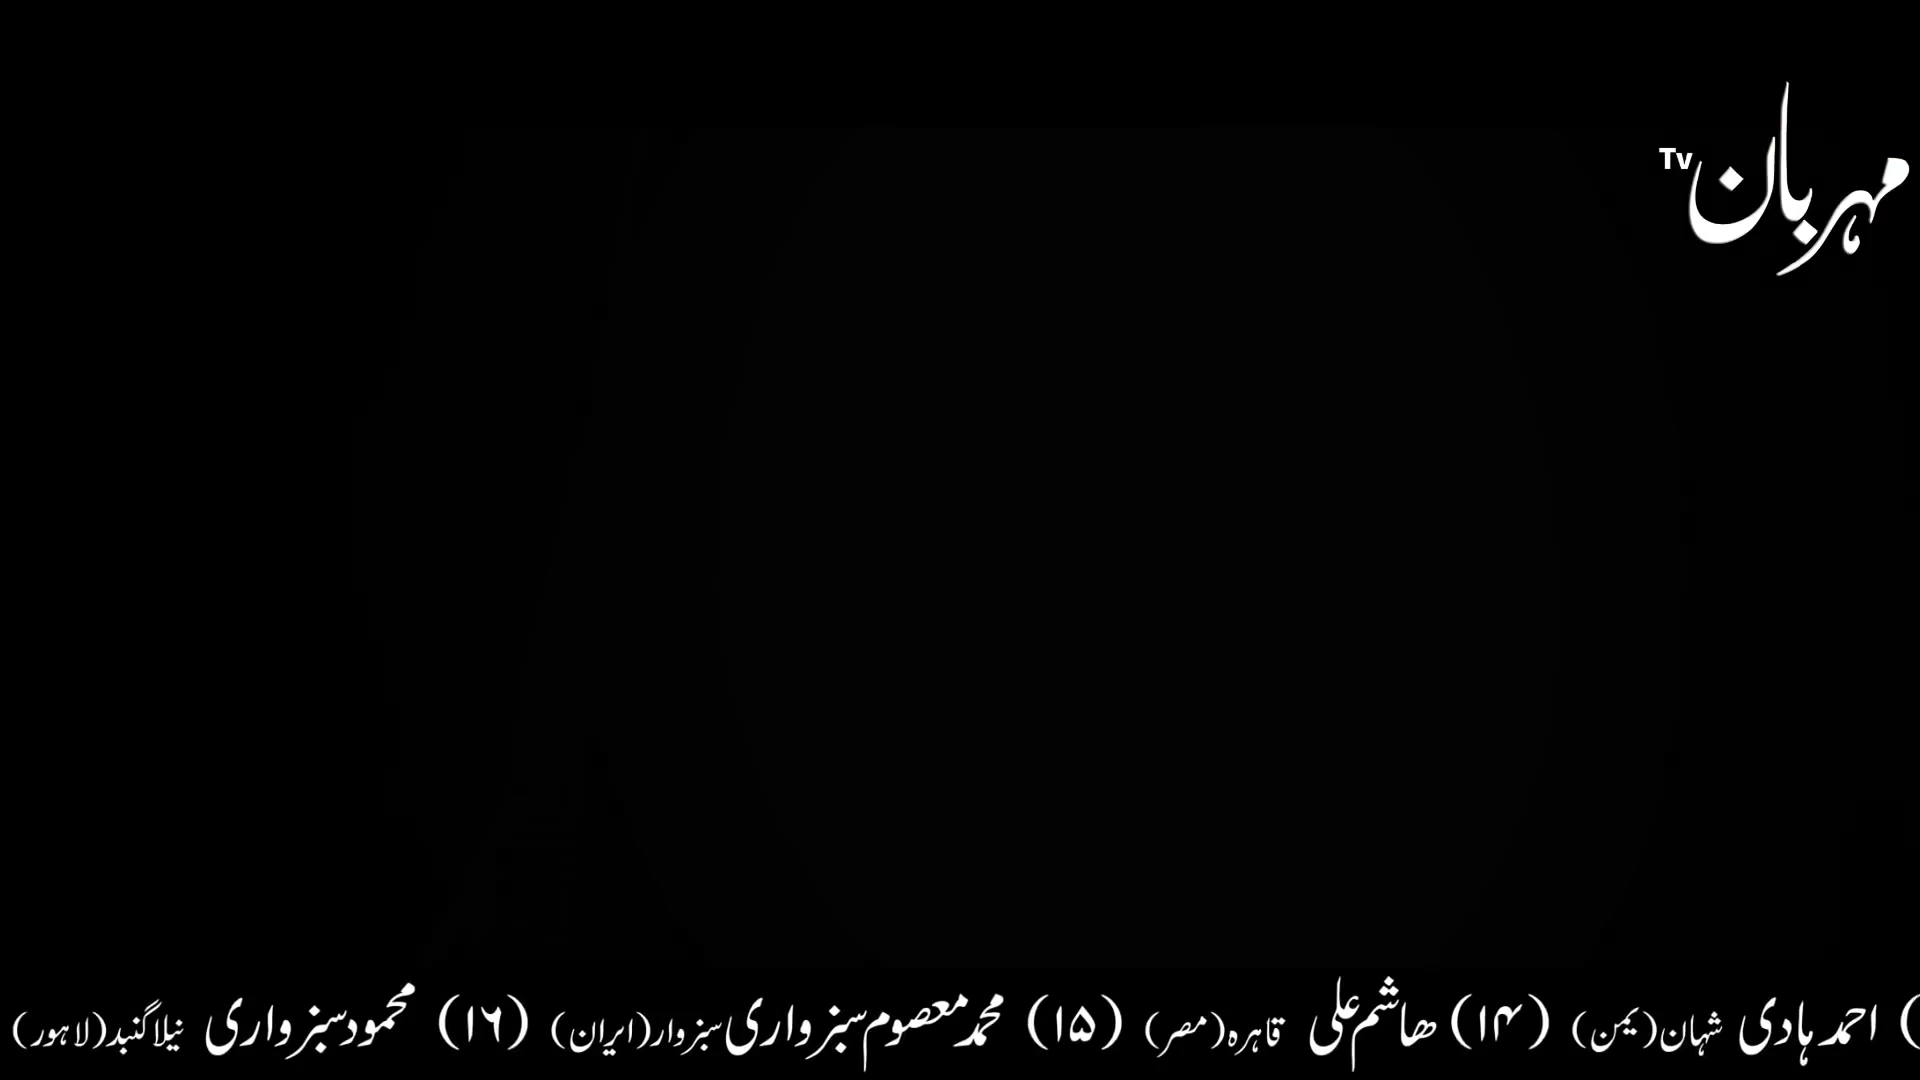 مہربان Tv
) احمد ہادی شہان (یمن) (۱۴) ھاشم علی قاہرہ (مصر) (۱۵) محمد معصوم سبزواری سبزوار (ایران) (۱۶) محمود سبزواری نیلا گنبد (لاہور)